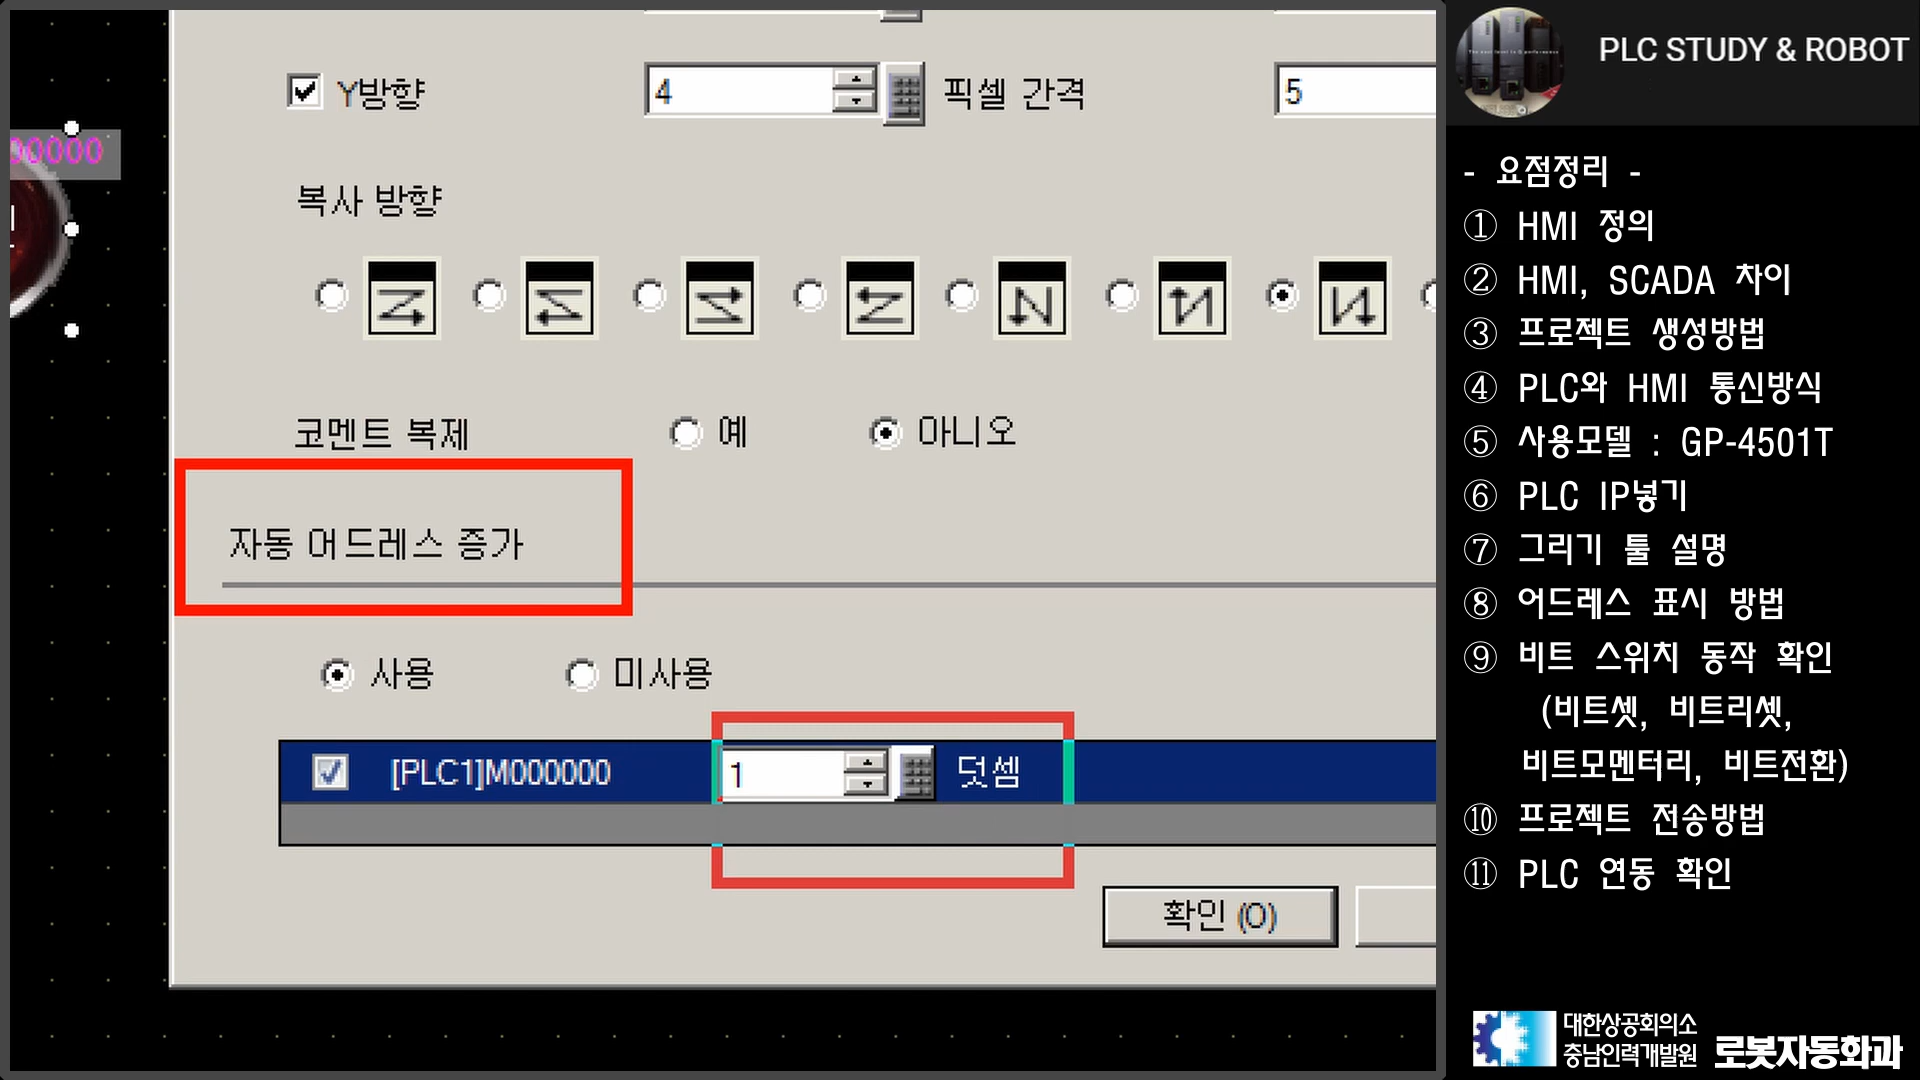 Y방향 4 픽셀 간격 5
00000
복사 방향
코멘트 복제 예 아니오
자동 어드레스 증가
사용 미사용
[PLC1]M000000 1 덧셈
확인 (O)
PLC STUDY & ROBOT
- 요점정리 -
① HMI 정의
② HMI, SCADA 차이
③ 프로젝트 생성방법
④ PLC와 HMI 통신방식
⑤ 사용모델 : GP-4501T
⑥ PLC IP넣기
⑦ 그리기 툴 설명
⑧ 어드레스 표시 방법
⑨ 비트 스위치 동작 확인
(비트셋, 비트리셋,
비트모멘터리, 비트전환)
⑩ 프로젝트 전송방법
⑪ PLC 연동 확인
대한상공회의소
충남인력개발원
로봇자동화과